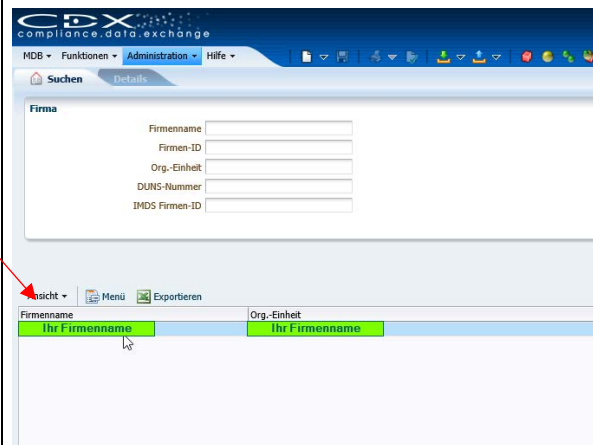 CDX
compliance.data.exchange
MDB Funktionen Administration Hilfe
Suchen Details
Firma
Firmenname
Firmen-ID
Org.-Einheit
DUNS-Nummer
IMDS Firmen-ID
Ansicht Menü Exportieren
Firmenname Org.-Einheit
Ihr Firmenname Ihr Firmenname